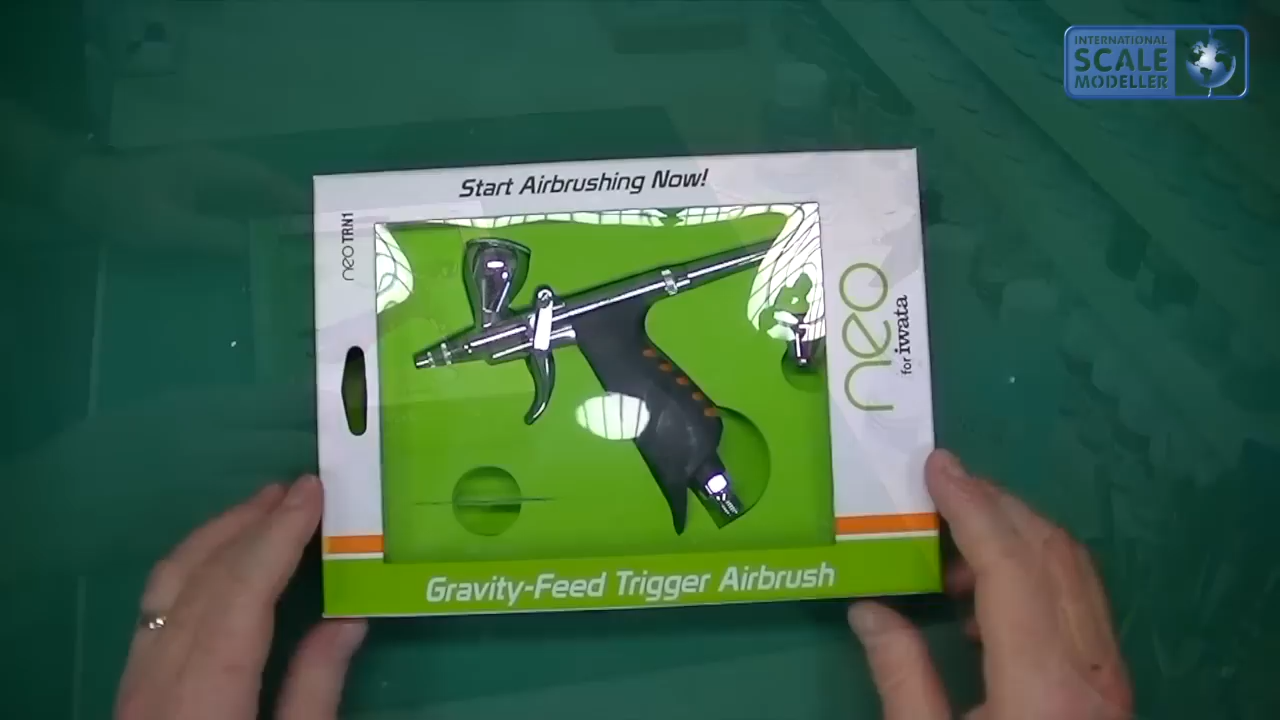 INTERNATIONAL
SCALE
MODELLER
Start Airbrushing Now!
neo TRN1
neo
for iwata
Gravity-Feed Trigger Airbrush